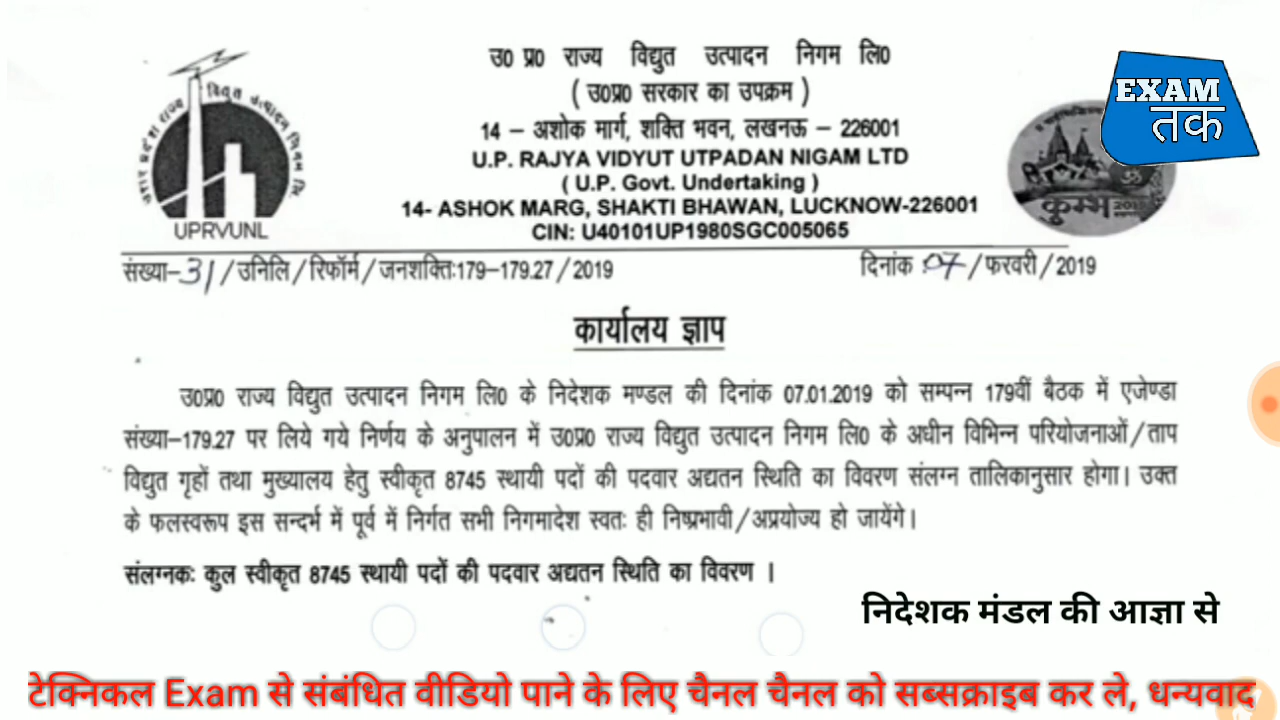 उ0 प्र0 राज्य विद्युत उत्पादन निगम लि0
( उ0प्र0 सरकार का उपक्रम )
14 – अशोक मार्ग, शक्ति भवन, लखनऊ – 226001
U.P. RAJYA VIDYUT UTPADAN NIGAM LTD
( U.P. Govt. Undertaking )
14- ASHOK MARG, SHAKTI BHAWAN, LUCKNOW-226001
CIN: U40101UP1980SGC005065
उत्तर प्रदेश राज्य विद्युत उत्पादन निगम लि.
UPRVUNL
EXAM
तक
कुम्भ
संख्या–31/उनिलि/रिफॉर्म/जनशक्तिः179–179.27/2019 दिनांक 07/फरवरी/2019
कार्यालय ज्ञाप
उ0प्र0 राज्य विद्युत उत्पादन निगम लि0 के निदेशक मण्डल की दिनांक 07.01.2019 को सम्पन्न 179वीं बैठक में एजेण्डा
संख्या–179.27 पर लिये गये निर्णय के अनुपालन में उ0प्र0 राज्य विद्युत उत्पादन निगम लि0 के अधीन विभिन्न परियोजनाओं/ताप
विद्युत गृहों तथा मुख्यालय हेतु स्वीकृत 8745 स्थायी पदों की पदवार अद्यतन स्थिति का विवरण संलग्न तालिकानुसार होगा। उक्त
के फलस्वरूप इस सन्दर्भ में पूर्व में निर्गत सभी निगमादेश स्वतः ही निष्प्रभावी/अप्रयोज्य हो जायेंगे।
संलग्नकः कुल स्वीकृत 8745 स्थायी पदों की पदवार अद्यतन स्थिति का विवरण ।
निदेशक मंडल की आज्ञा से
टेक्निकल Exam से संबंधित वीडियो पाने के लिए चैनल चैनल को सब्सक्राइब कर ले, धन्यवाद